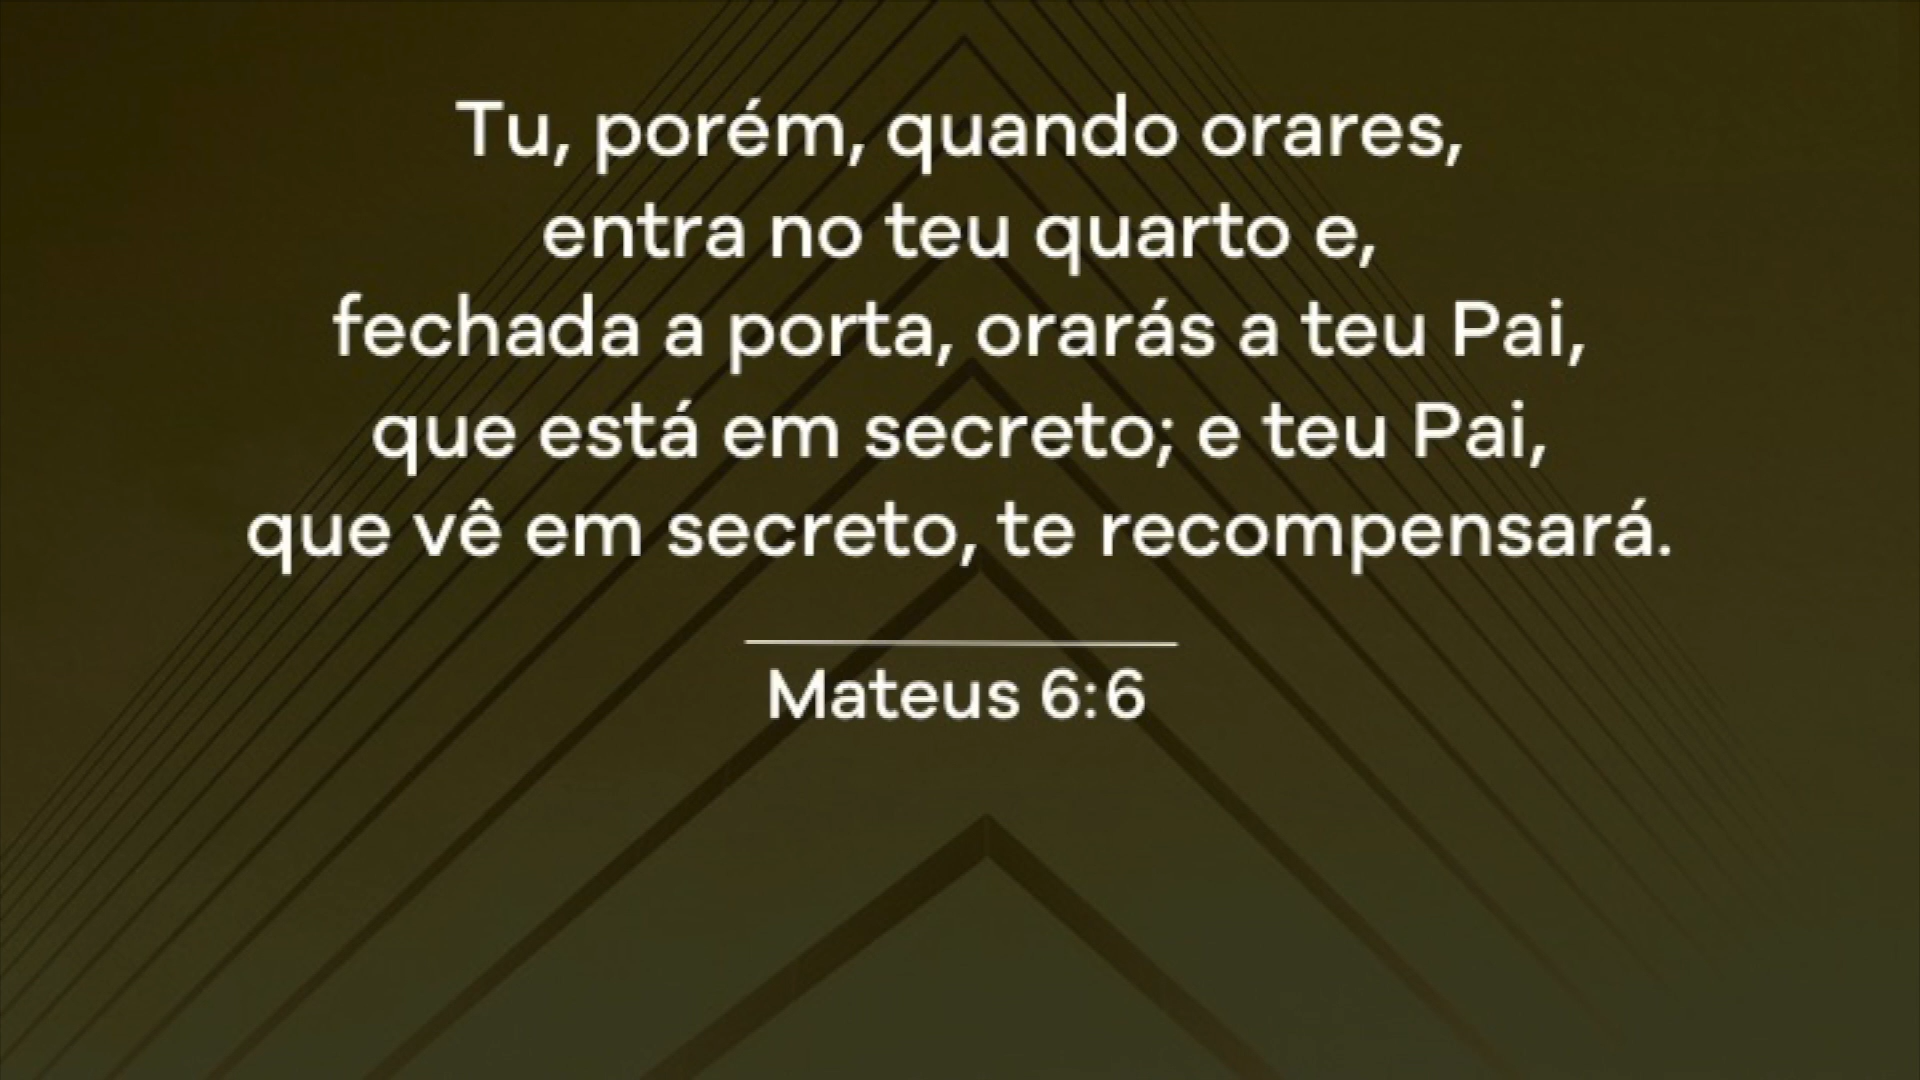 Tu, porém, quando orares,
entra no teu quarto e,
fechada a porta, orarás a teu Pai,
que está em secreto; e teu Pai,
que vê em secreto, te recompensará.
Mateus 6:6